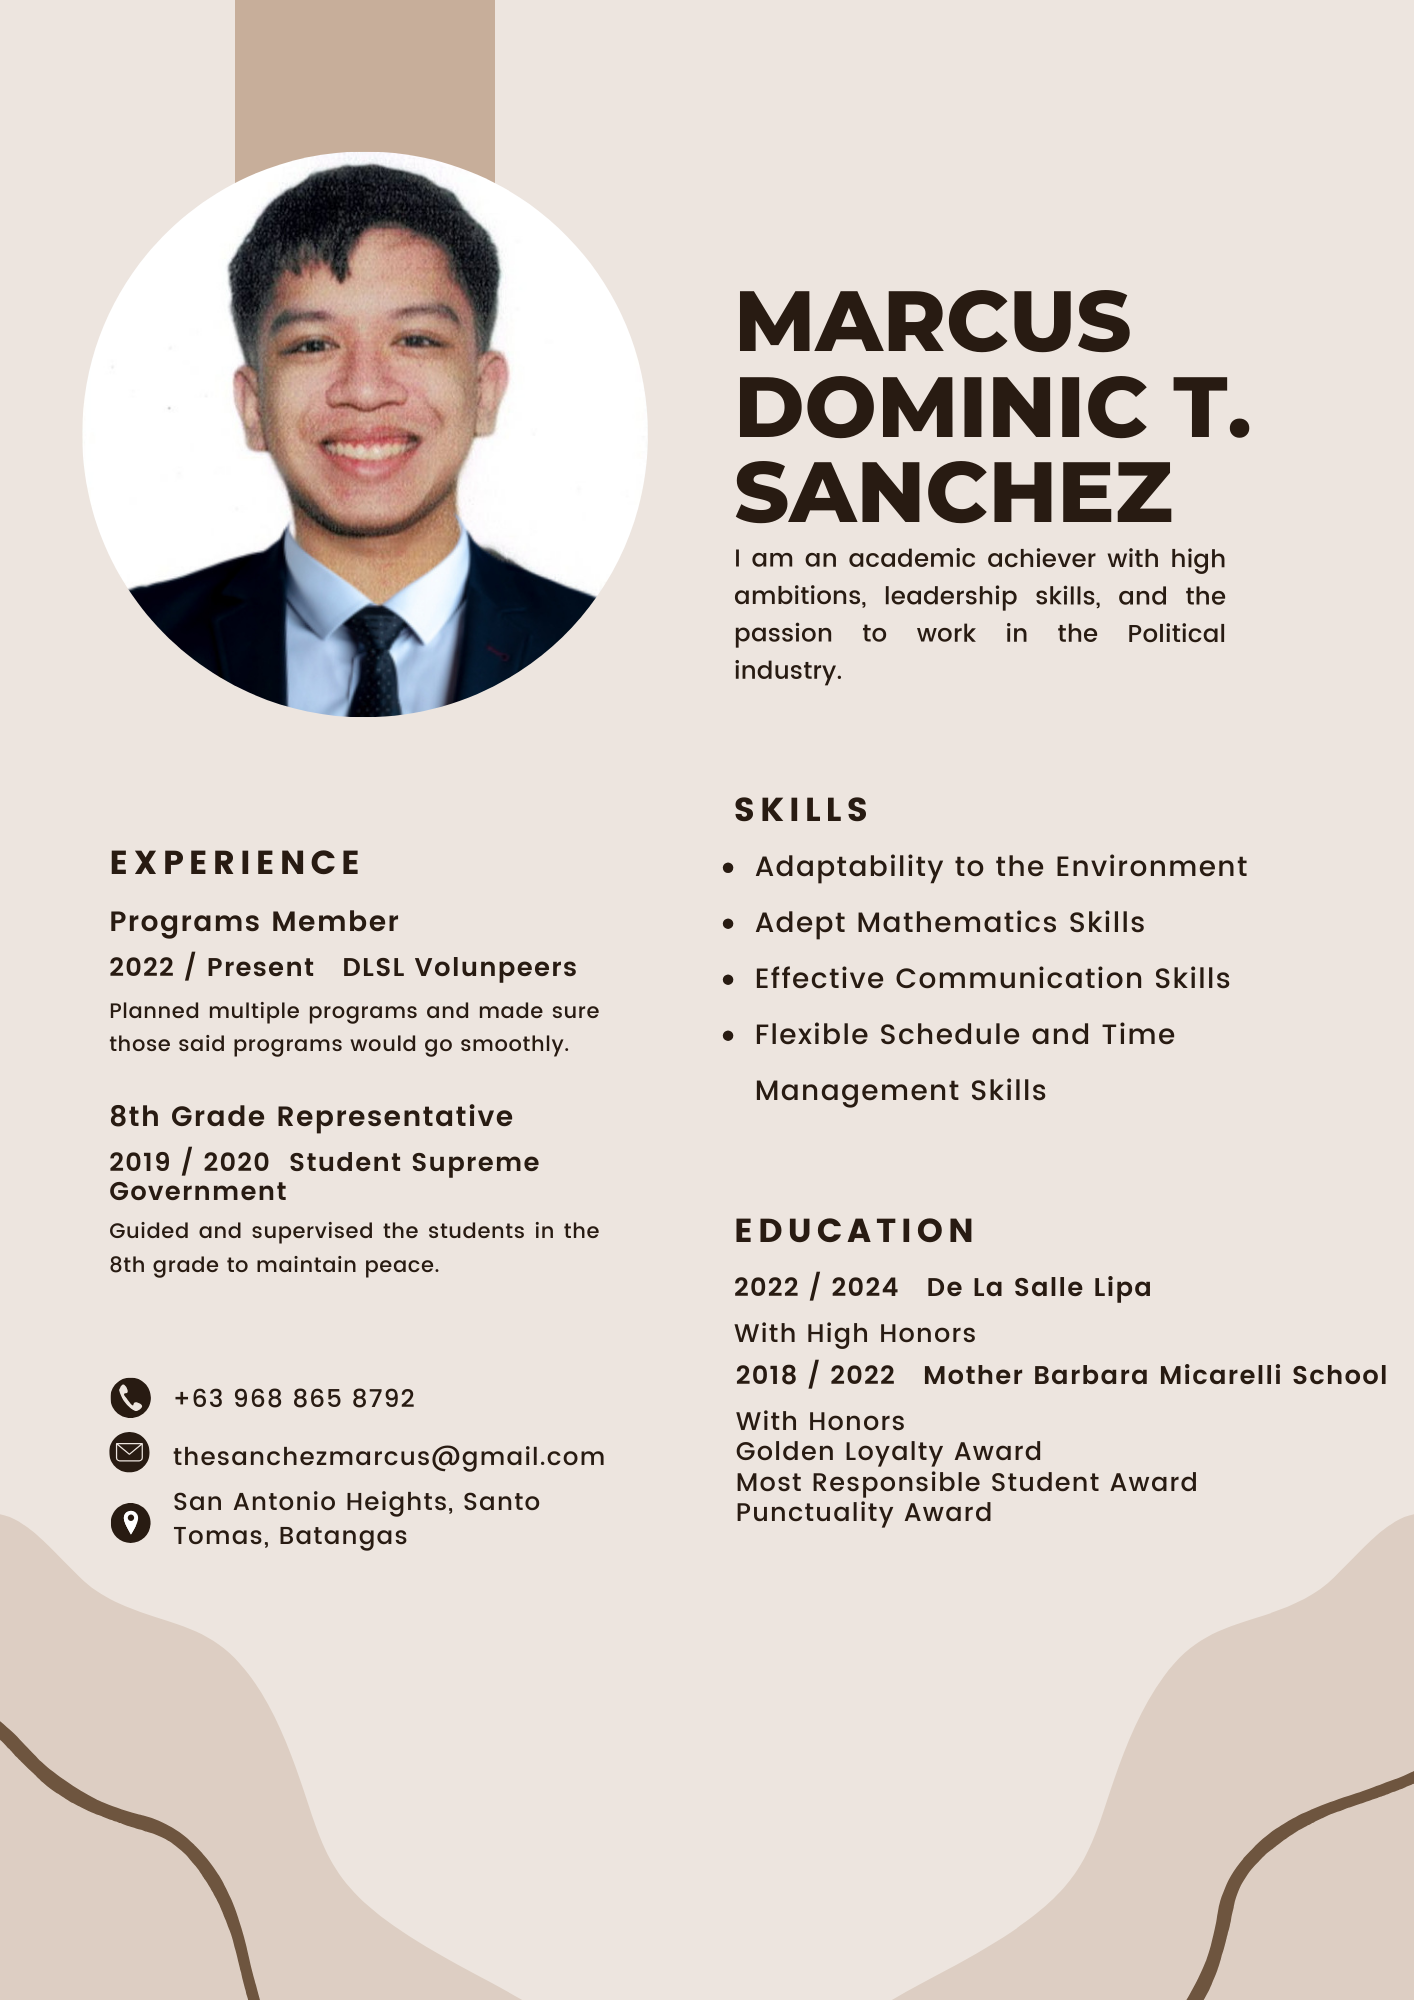 MARCUS
DOMINIC T.
SANCHEZ
I am an academic achiever with high
ambitions, leadership skills, and the
passion to work in the Political
industry.
EXPERIENCE
Programs Member
2022 / Present DLSL Volunpeers
Planned multiple programs and made sure
those said programs would go smoothly.
8th Grade Representative
2019 / 2020 Student Supreme
Government
Guided and supervised the students in the
8th grade to maintain peace.
+63 968 865 8792
thesanchezmarcus@gmail.com
San Antonio Heights, Santo
Tomas, Batangas
SKILLS
• Adaptability to the Environment
• Adept Mathematics Skills
• Effective Communication Skills
• Flexible Schedule and Time
Management Skills
EDUCATION
2022 / 2024 De La Salle Lipa
With High Honors
2018 / 2022 Mother Barbara Micarelli School
With Honors
Golden Loyalty Award
Most Responsible Student Award
Punctuality Award